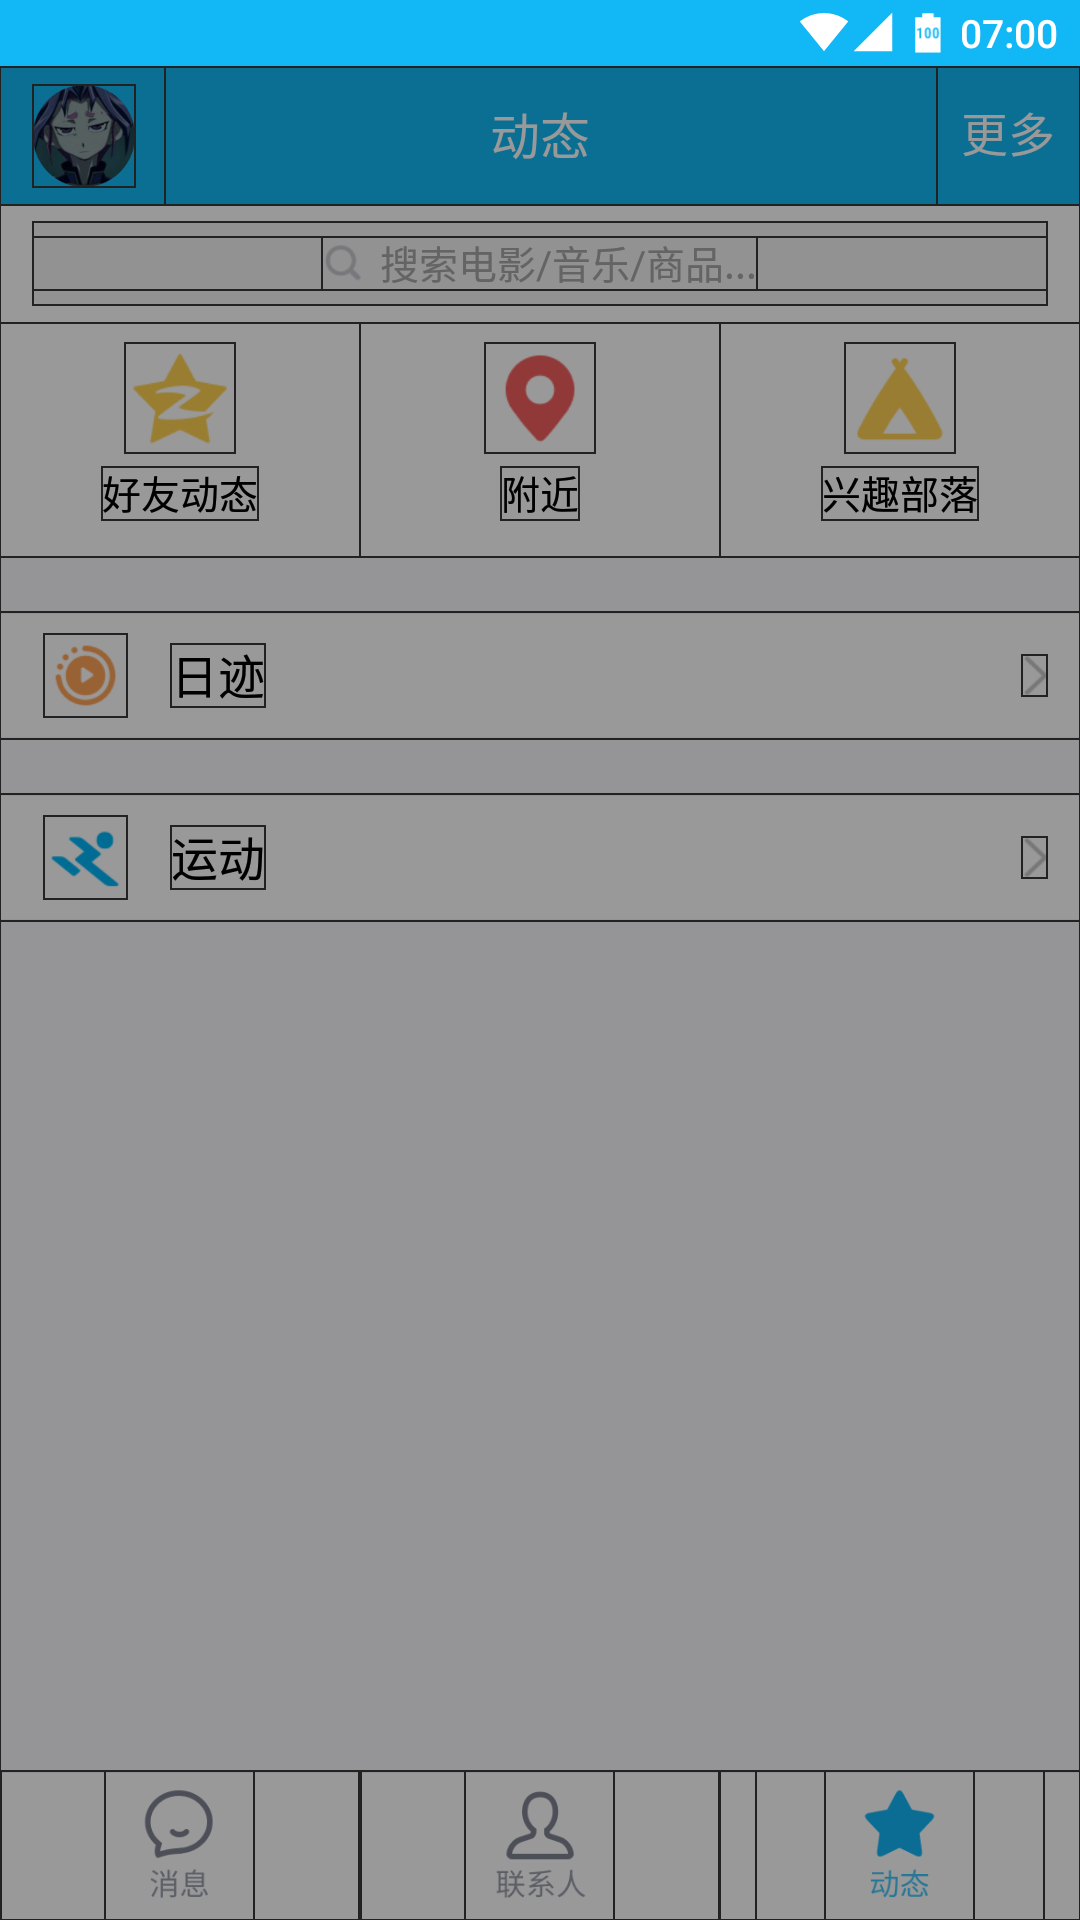 100 07:00
动态
更多
搜索电影/音乐/商品...
好友动态
附近
兴趣部落
日迹
运动
消息
联系人
动态